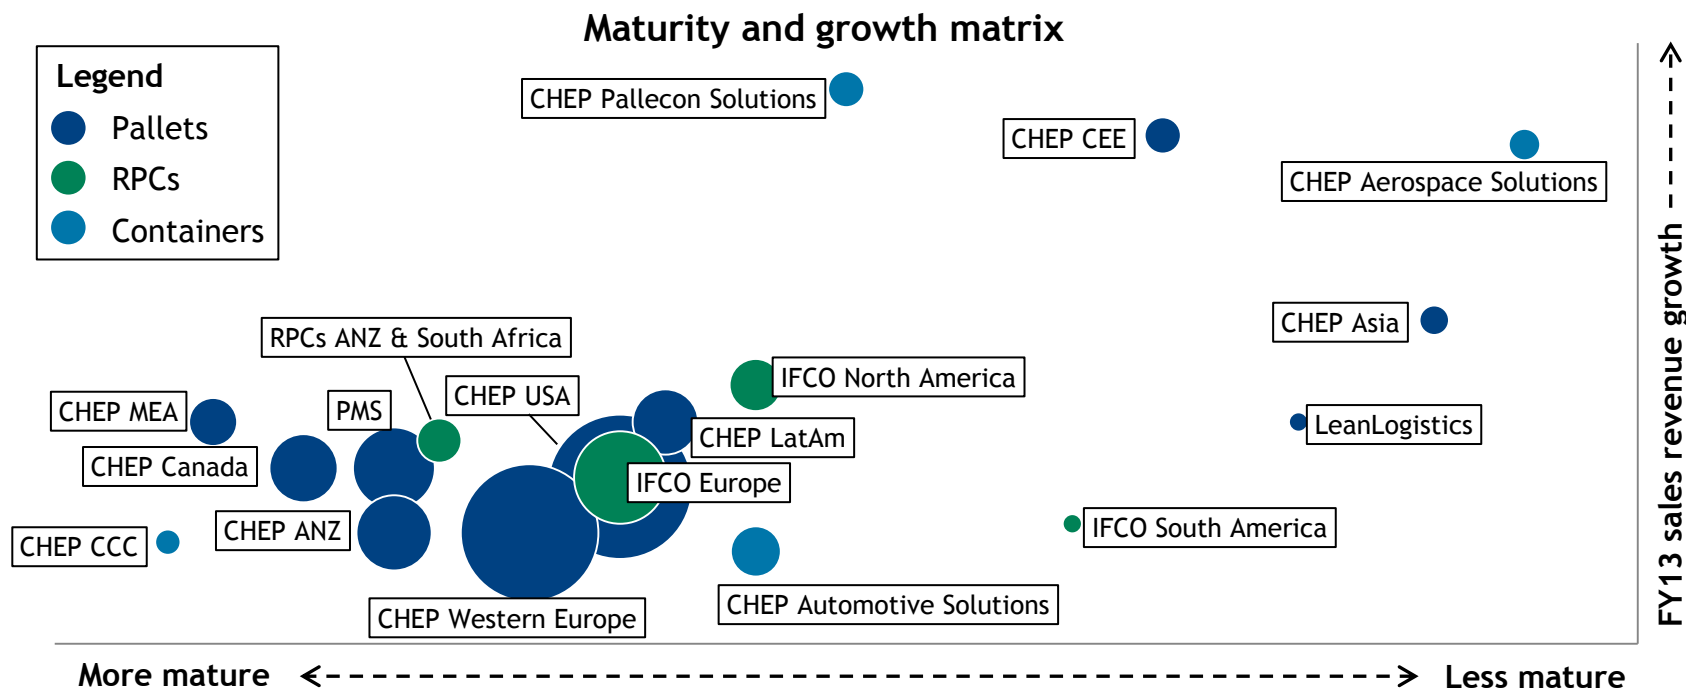 Maturity and growth matrix
Legend
Pallets
RPCs
Containers
CHEP Pallecon Solutions
CHEP CEE
CHEP Aerospace Solutions
CHEP Asia
RPCs ANZ & South Africa
IFCO North America
CHEP USA
CHEP MEA
PMS
LeanLogistics
CHEP LatAm
CHEP Canada
IFCO Europe
CHEP ANZ
IFCO South America
CHEP CCC
CHEP Automotive Solutions
CHEP Western Europe
FY13 sales revenue growth
More mature
Less mature